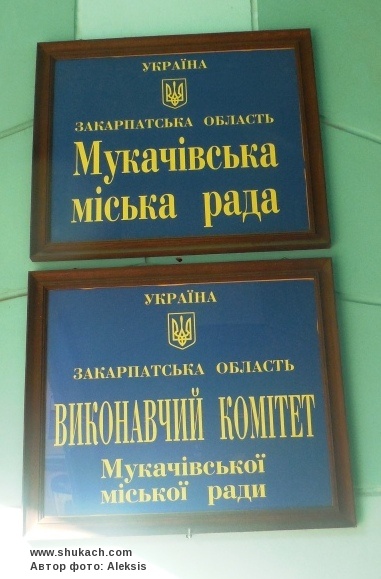 УКРАЇНА
ЗАКАРПАТСЬКА ОБЛАСТЬ
Мукачівська
міська рада
УКРАЇНА
ЗАКАРПАТСЬКА ОБЛАСТЬ
ВИКОНАВЧИЙ КОМІТЕТ
Мукачівської
міської ради
www.shukach.com
Автор фото: Aleksis